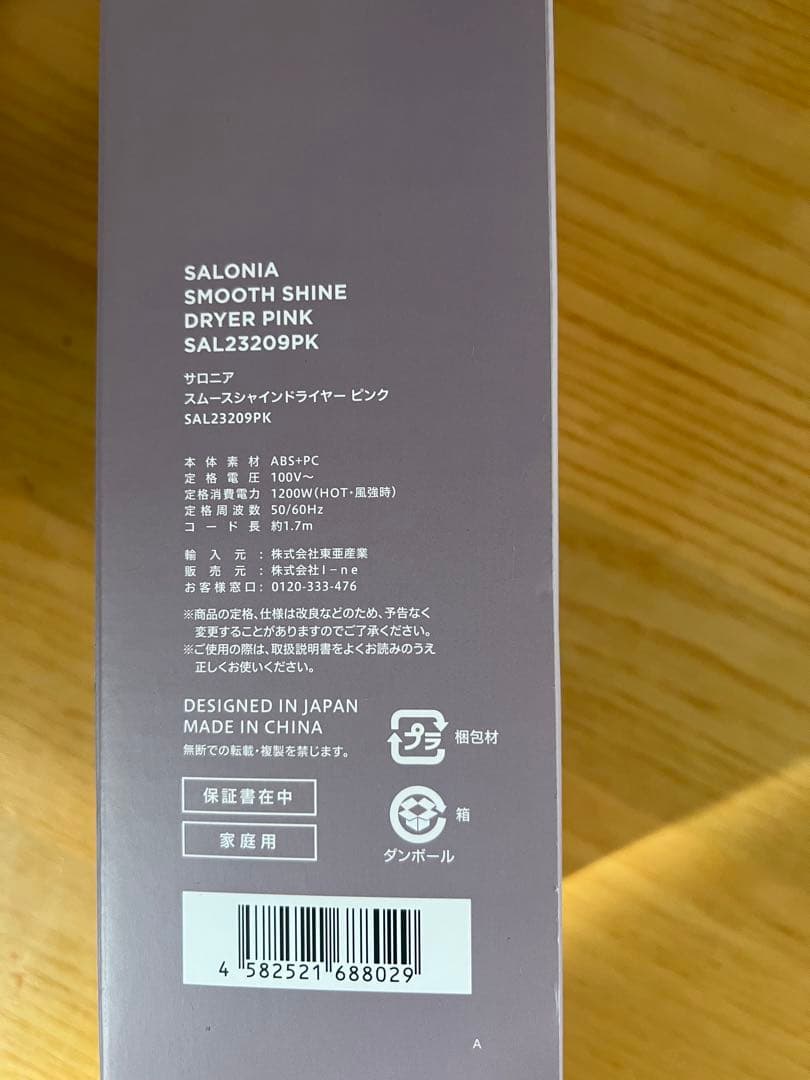 SALONIA
SMOOTH SHINE
DRYER PINK
SAL23209PK
サロニア
スムースシャインドライヤー ピンク
SAL23209PK
本体素材 ABS+PC
定格電圧 100V〜
定格消費電力 1200W(HOT・風強時)
定格周波数 50/60Hz
コード長 約1.7m
輸入元:株式会社東亜産業
販売元:株式会社I-ne
お客様窓口:0120-333-476
※商品の定格、仕様は改良などのため、予告なく
変更することがありますのでご了承ください。
※ご使用の際は、取扱説明書をよくお読みのうえ
正しくお使いください。
DESIGNED IN JAPAN
MADE IN CHINA
無断での転載・複製を禁じます。
プラ 梱包材
保証書在中
家庭用
箱
ダンボール
4 582521 688029
A